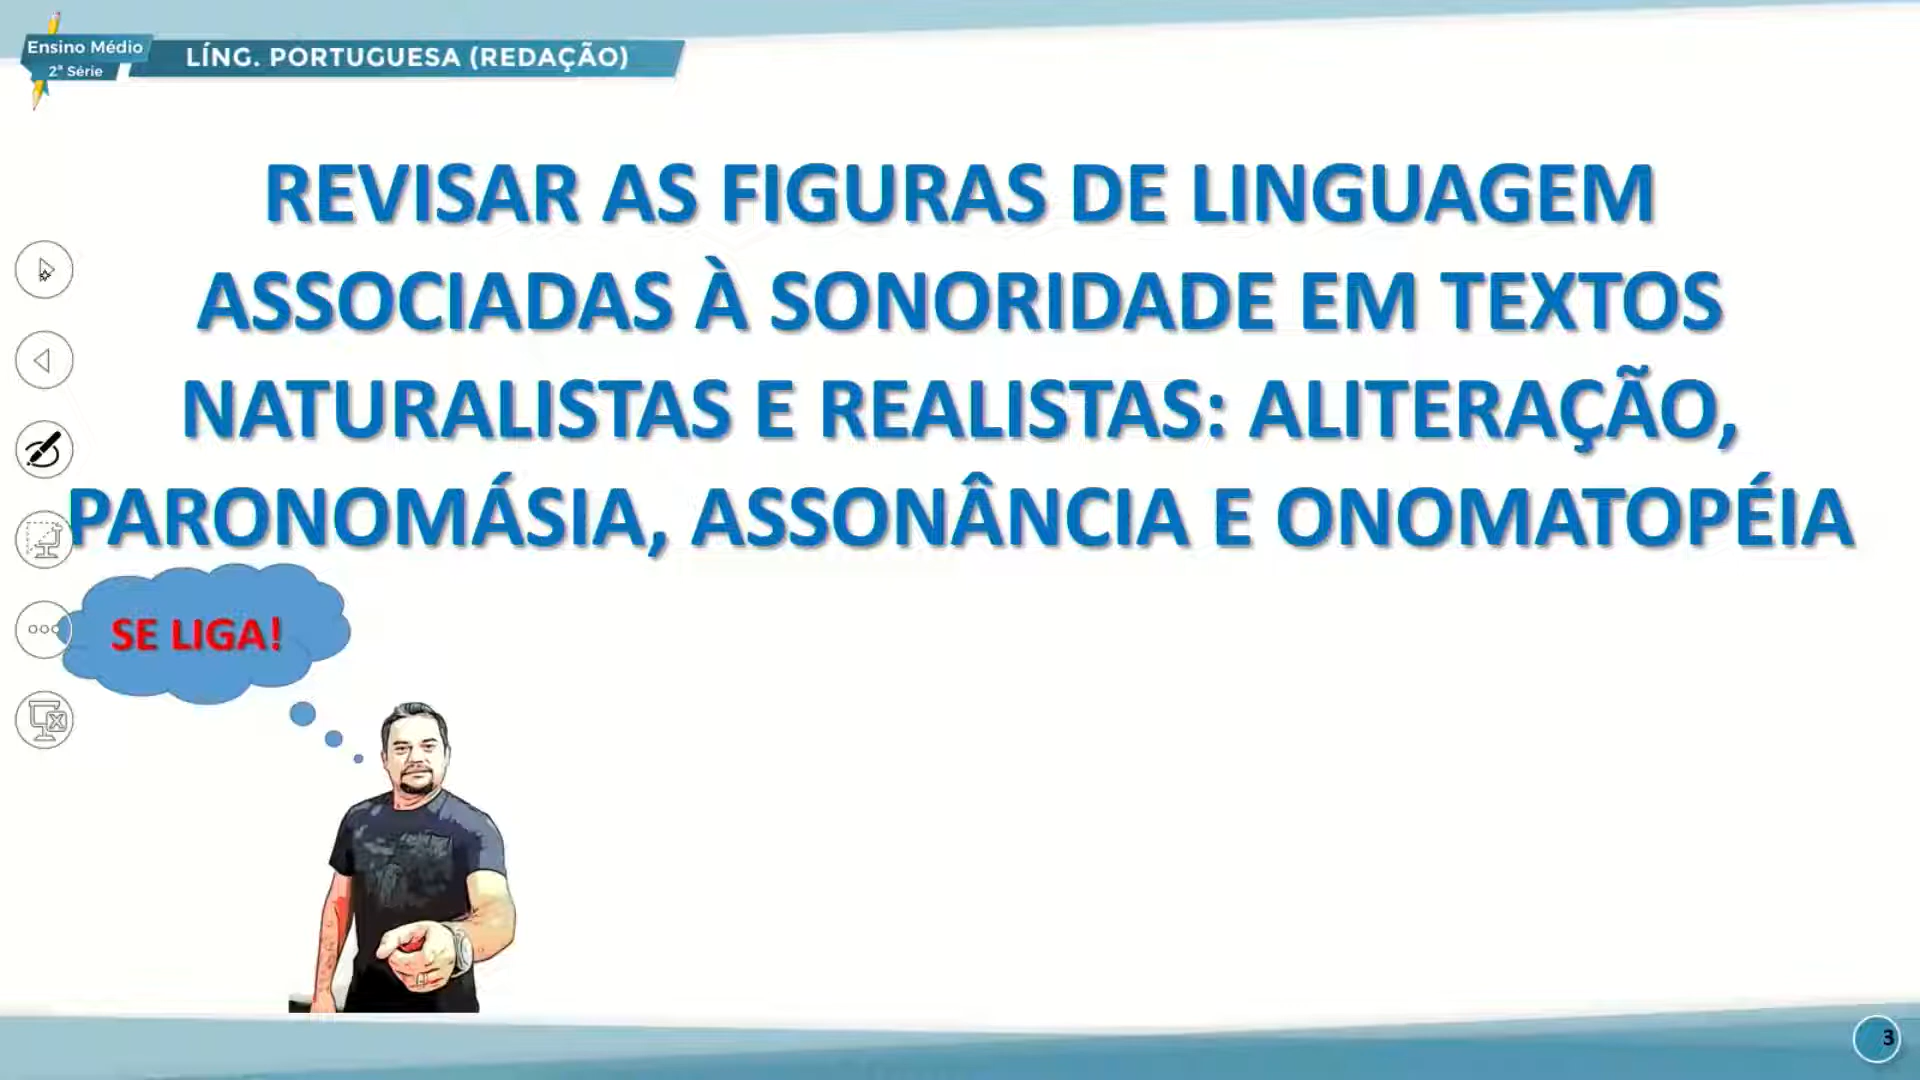 Ensino Médio
2ª Série
LÍNG. PORTUGUESA (REDAÇÃO)
REVISAR AS FIGURAS DE LINGUAGEM
ASSOCIADAS À SONORIDADE EM TEXTOS
NATURALISTAS E REALISTAS: ALITERAÇÃO,
PARONOMÁSIA, ASSONÂNCIA E ONOMATOPÉIA
SE LIGA!
3